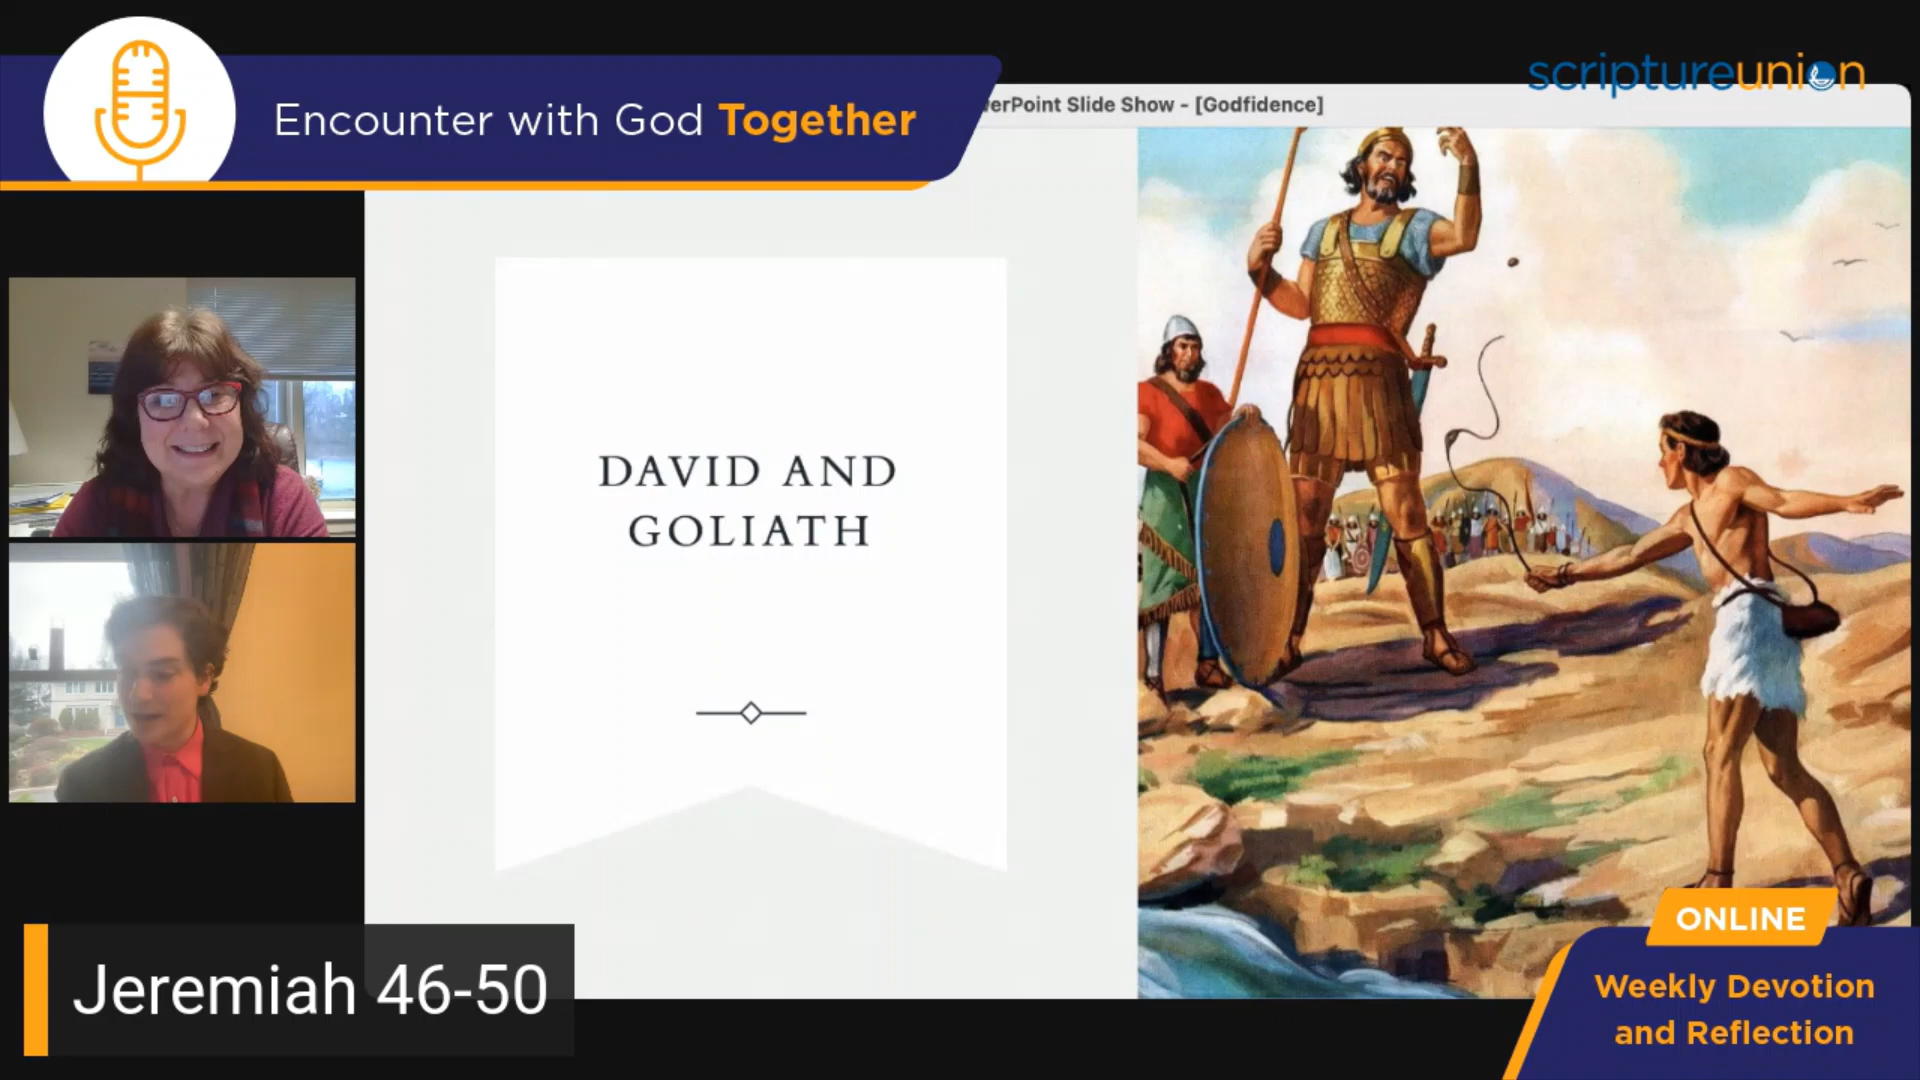 scriptureunion
Encounter with God Together
erPoint Slide Show - [Godfidence]
DAVID AND
GOLIATH
Jeremiah 46-50
ONLINE
Weekly Devotion
and Reflection